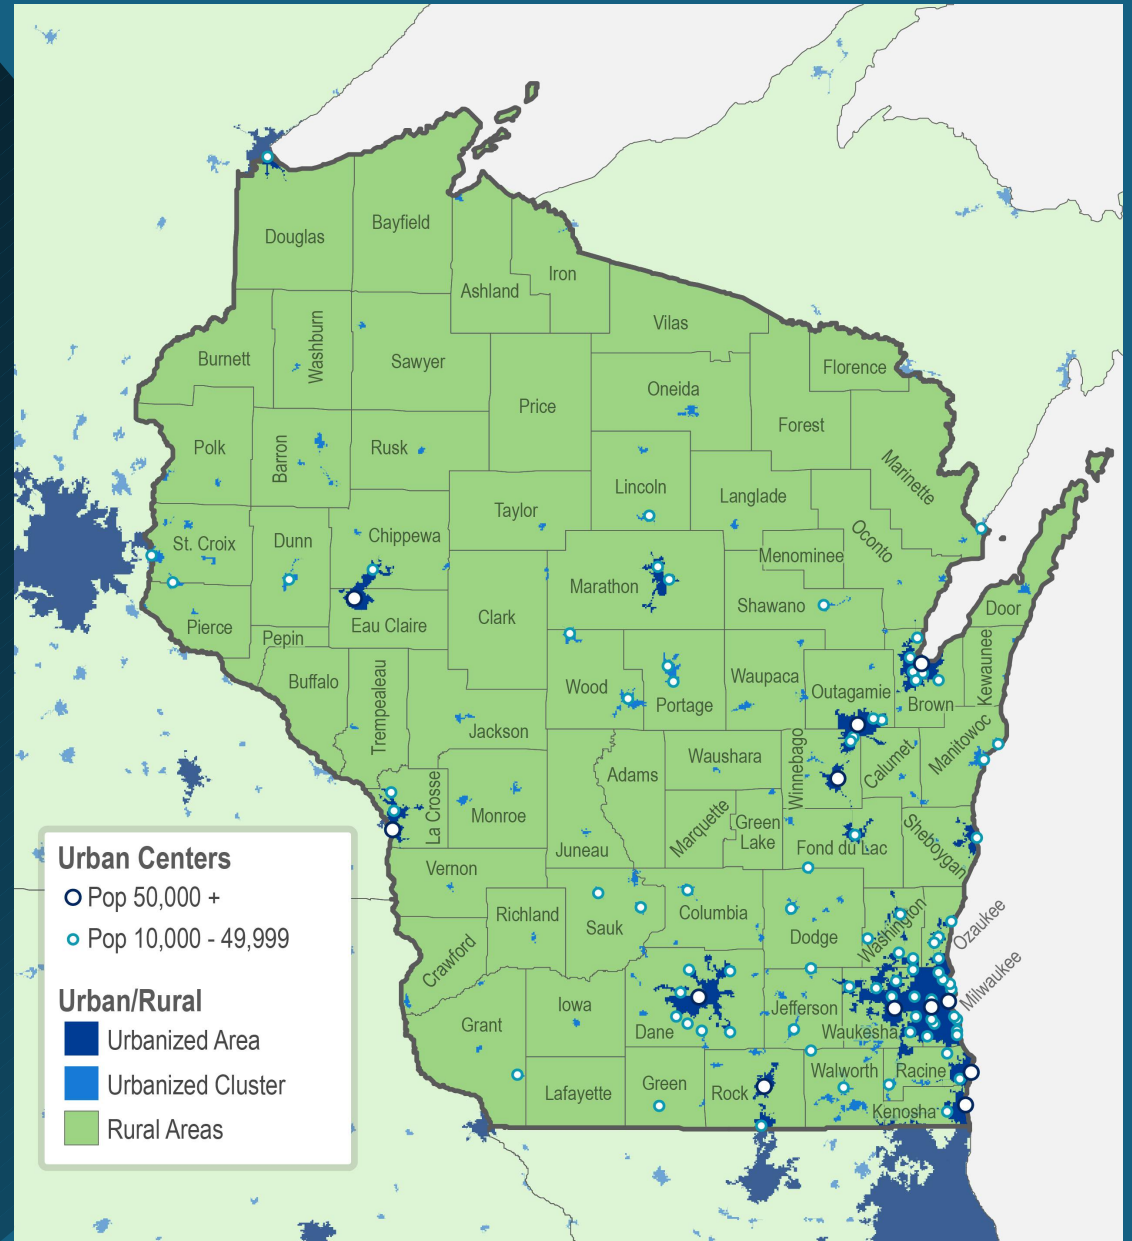 Douglas
Bayfield
Ashland
Iron
Vilas
Burnett
Washburn
Sawyer
Florence
Price
Oneida
Forest
Polk
Barron
Rusk
Marinette
Lincoln
Langlade
Taylor
St. Croix
Dunn
Chippewa
Oconto
Menominee
Marathon
Shawano
Door
Pierce
Pepin
Eau Claire
Clark
Buffalo
Trempealeau
Wood
Portage
Waupaca
Outagamie
Brown
Kewaunee
Jackson
Adams
Waushara
Winnebago
Calumet
Manitowoc
La Crosse
Monroe
Juneau
Marquette
Green
Lake
Fond du Lac
Sheboygan
Vernon
Richland
Sauk
Columbia
Dodge
Washington
Ozaukee
Crawford
Grant
Iowa
Dane
Jefferson
Waukesha
Milwaukee
Lafayette
Green
Rock
Walworth
Racine
Kenosha
Urban Centers
Pop 50,000 +
Pop 10,000 - 49,999
Urban/Rural
Urbanized Area
Urbanized Cluster
Rural Areas